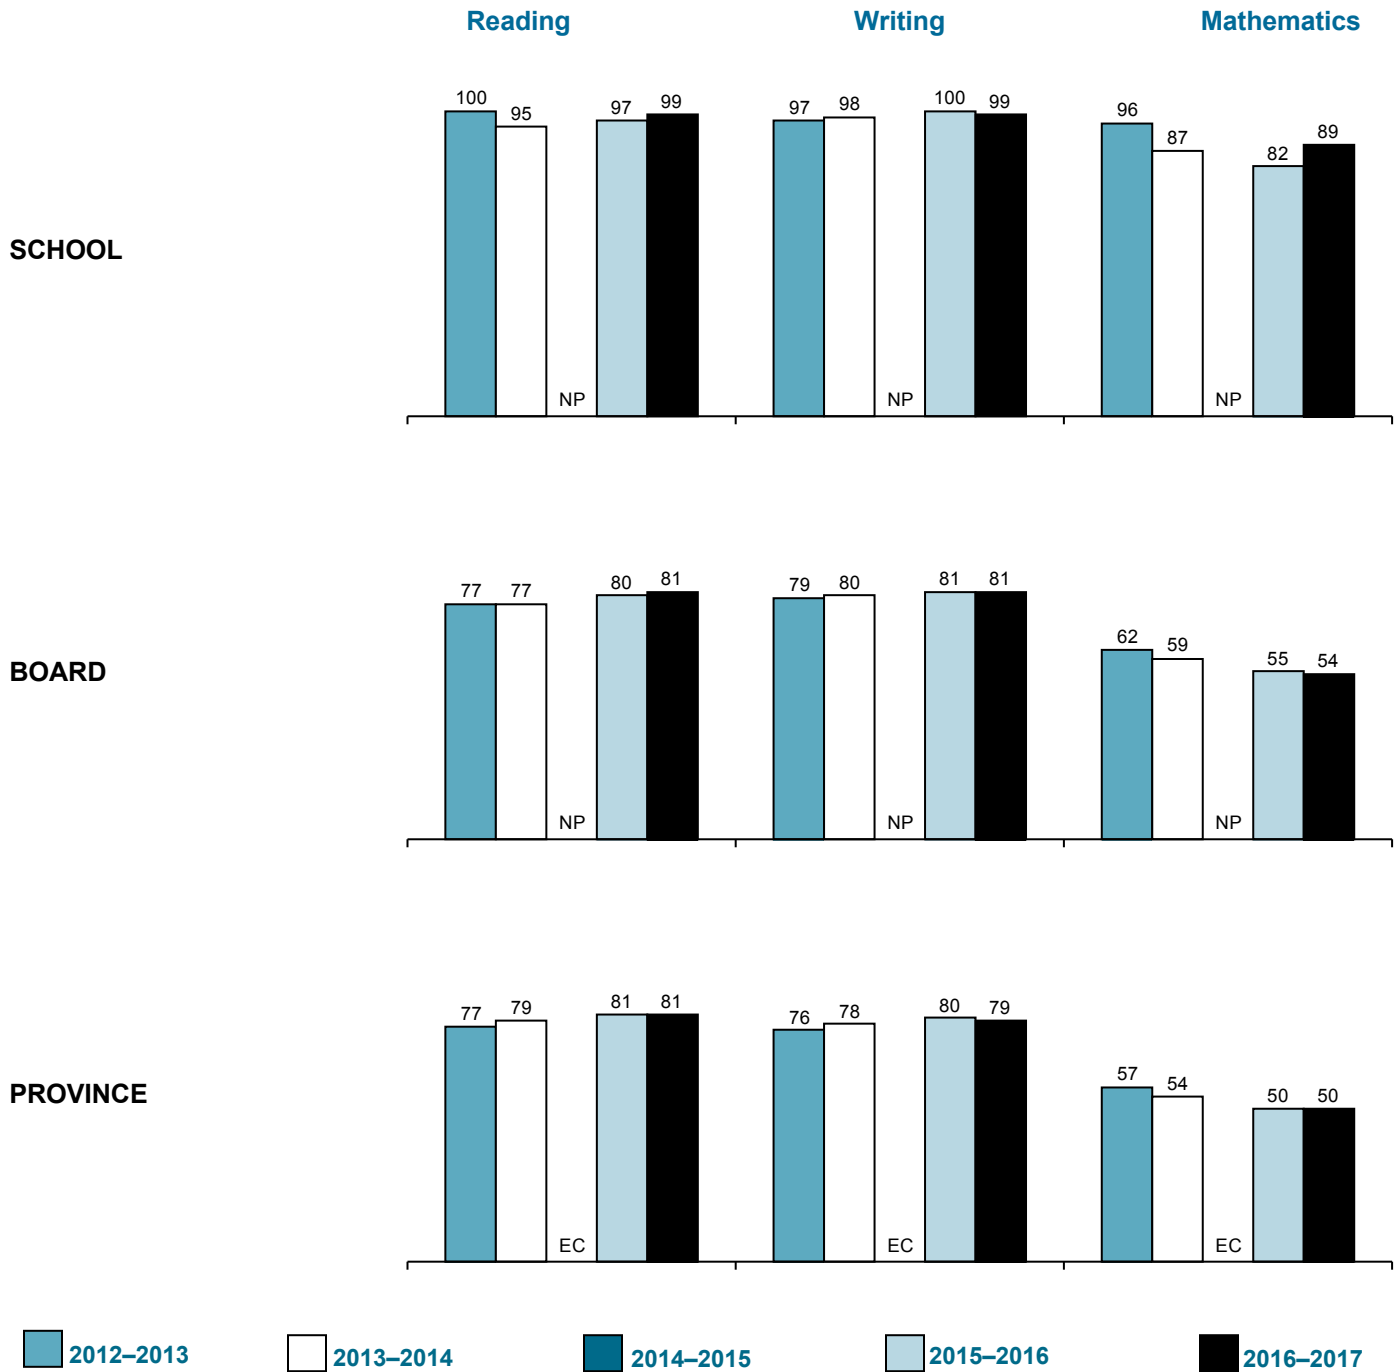 Reading Writing Mathematics
100 95 NP 97 99 97 98 NP 100 99 96 87 NP 82 89
SCHOOL
77 77 NP 80 81 79 80 NP 81 81 62 59 NP 55 54
BOARD
77 79 EC 81 81 76 78 EC 80 79 57 54 EC 50 50
PROVINCE
2012–2013 2013–2014 2014–2015 2015–2016 2016–2017